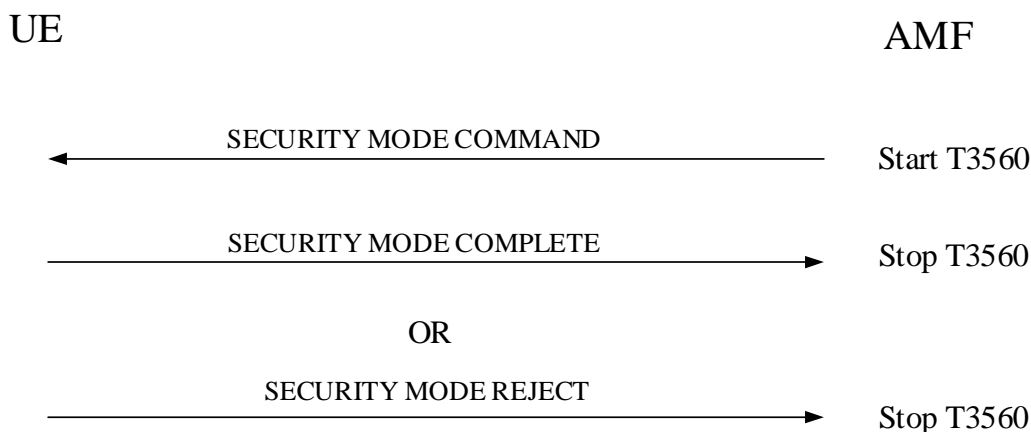 UE
AMF
SECURITY MODE COMMAND
Start T3560
SECURITY MODE COMPLETE
Stop T3560
OR
SECURITY MODE REJECT
Stop T3560